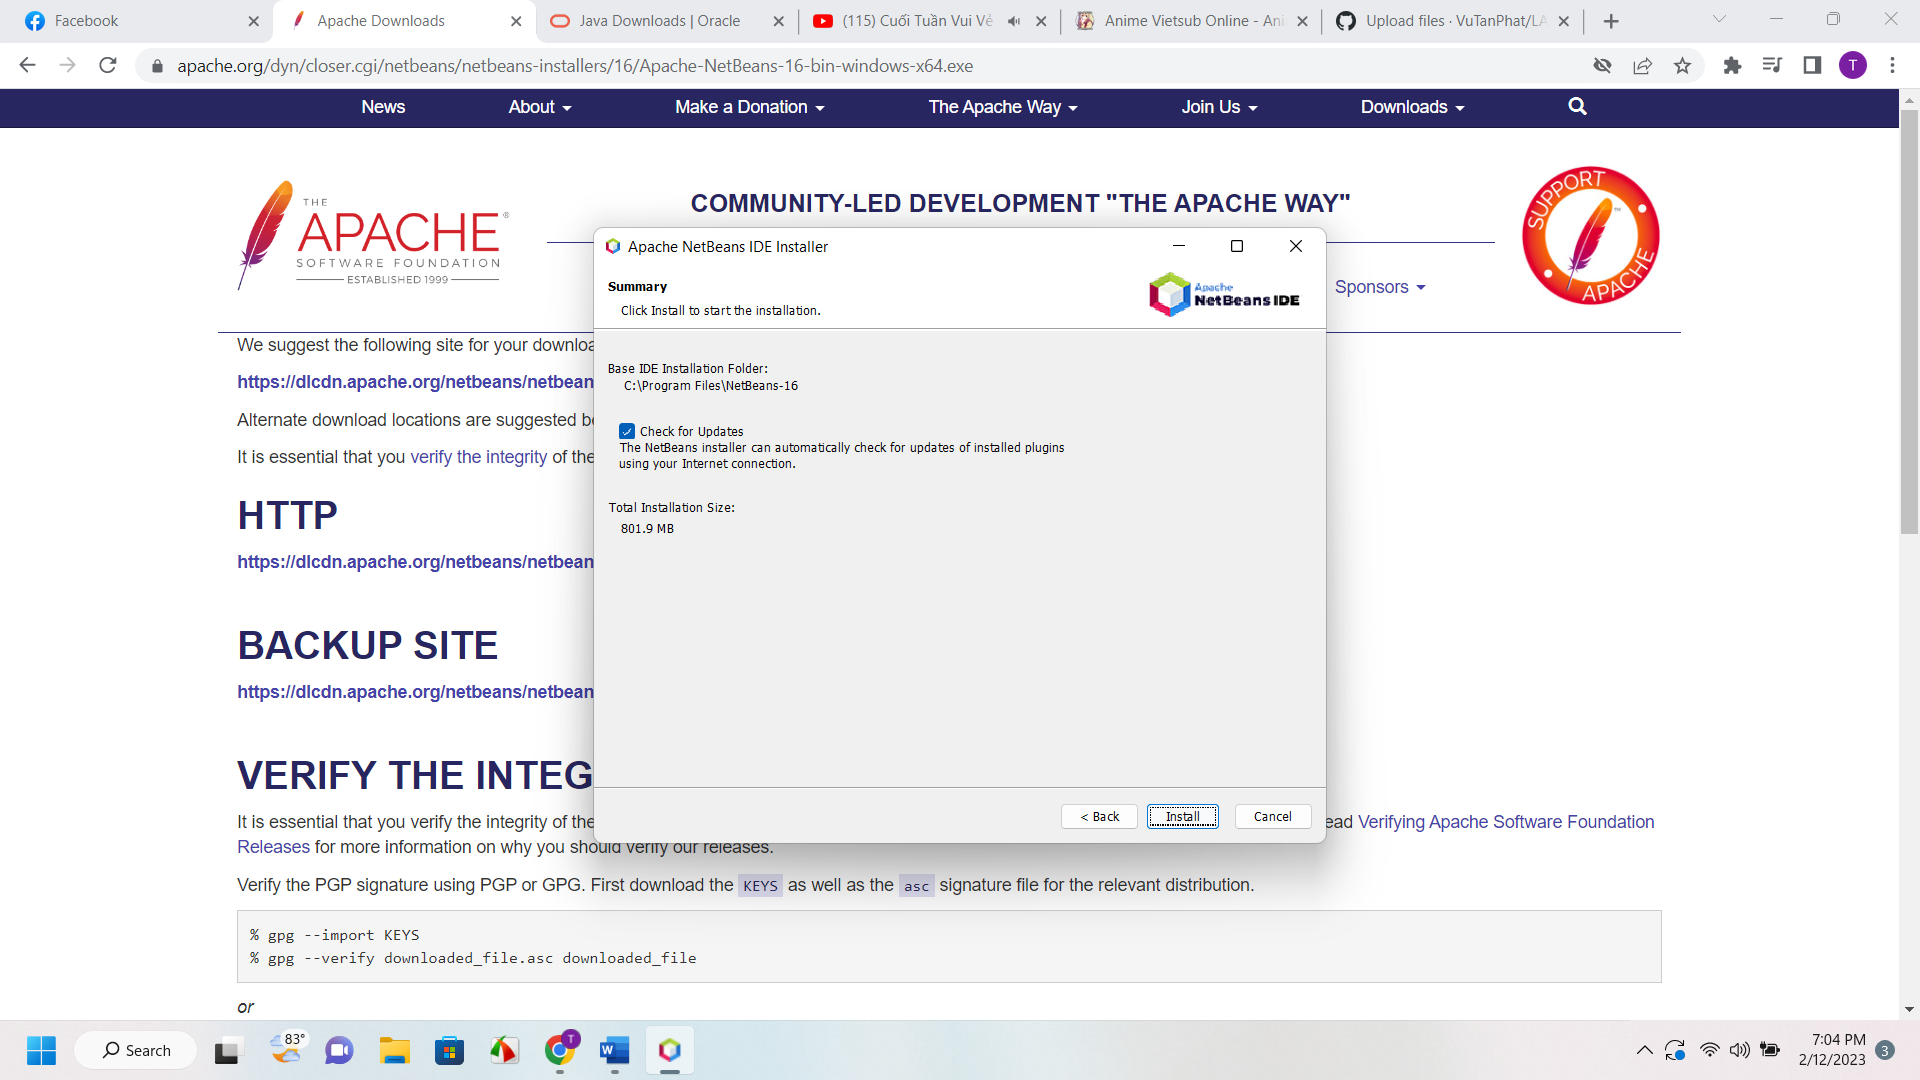 Facebook
Apache Downloads
Java Downloads | Oracle
(115) Cuối Tuần Vui Vẻ
Anime Vietsub Online - Ani
Upload files · VuTanPhat/LA
apache.org/dyn/closer.cgi/netbeans/netbeans-installers/16/Apache-NetBeans-16-bin-windows-x64.exe
T
News
About
Make a Donation
The Apache Way
Join Us
Downloads
THE
APACHE®
SOFTWARE FOUNDATION
ESTABLISHED 1999
COMMUNITY-LED DEVELOPMENT "THE APACHE WAY"
SUPPORT
APACHE
Sponsors
We suggest the following site for your downloa
https://dlcdn.apache.org/netbeans/netbean
Alternate download locations are suggested be
It is essential that you verify the integrity of the
HTTP
https://dlcdn.apache.org/netbeans/netbean
BACKUP SITE
https://dlcdn.apache.org/netbeans/netbean
VERIFY THE INTEG
It is essential that you verify the integrity of the
ead Verifying Apache Software Foundation
Releases for more information on why you should verify our releases.
Verify the PGP signature using PGP or GPG. First download the KEYS as well as the asc signature file for the relevant distribution.
% gpg --import KEYS
% gpg --verify downloaded_file.asc downloaded_file
or
Apache NetBeans IDE Installer
Summary
Click Install to start the installation.
Apache
NetBeans IDE
Base IDE Installation Folder:
C:\Program Files\NetBeans-16
Check for Updates
The NetBeans installer can automatically check for updates of installed plugins
using your Internet connection.
Total Installation Size:
801.9 MB
< Back
Install
Cancel
Search
83°
T
W
7:04 PM
2/12/2023
3